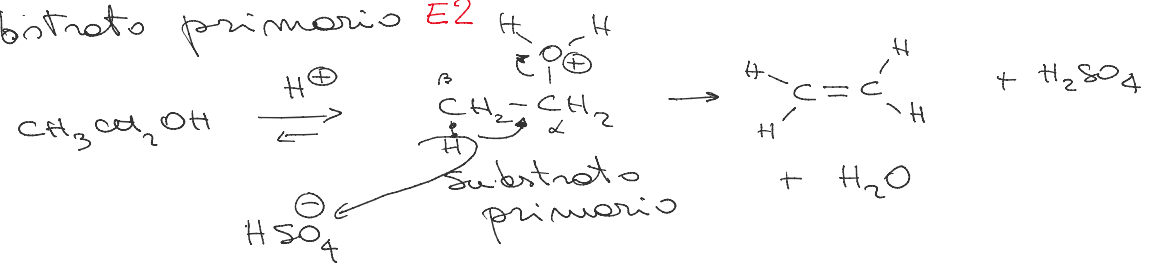 bstrato primario E2
H H
O ⊕
CH3CH2OH H⊕ β CH2-CH2 α H
H H C=C H H + H2SO4
substrato
primario
+ H2O
HSO4 ⊖